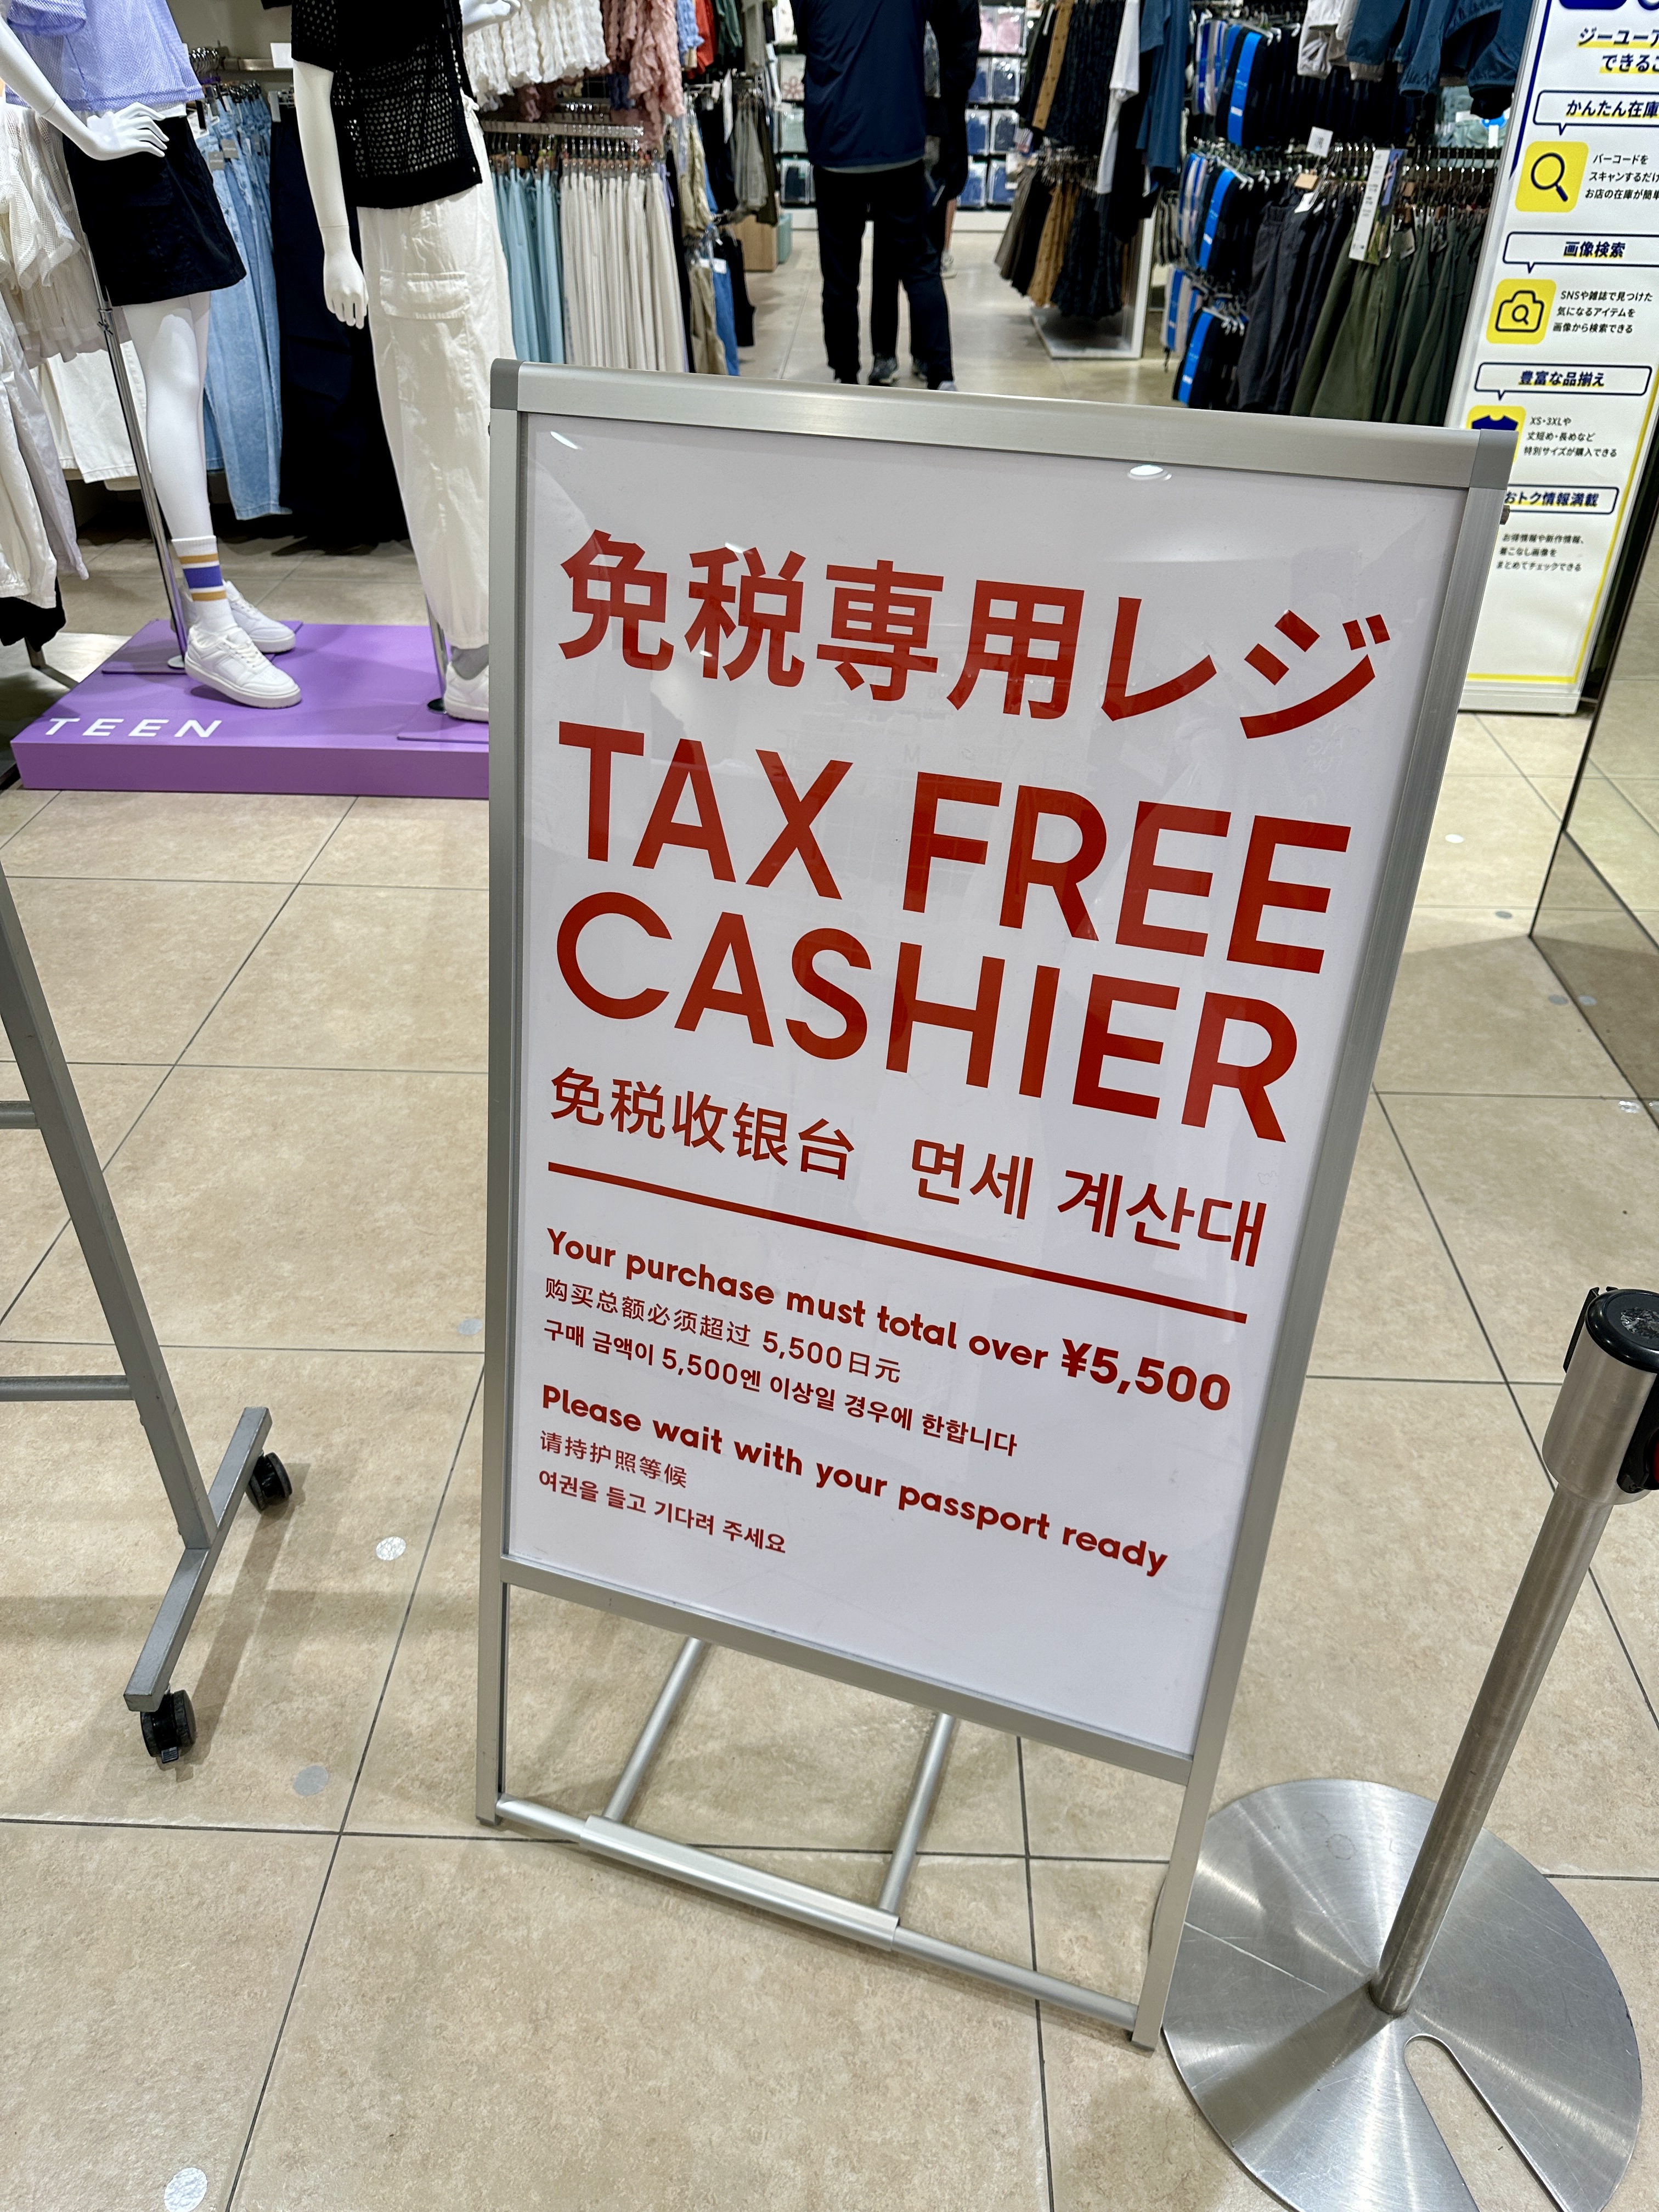 免税専用レジ
TAX FREE
CASHIER
免税收银台 면세 계산대
Your purchase must total over ¥5,500
购买总额必须超过 5,500日元
구매 금액이 5,500엔 이상일 경우에 한합니다
Please wait with your passport ready
请持护照等候
여권을 들고 기다려 주세요
TEEN
ジーユーア
できるこ
かんたん在庫
バーコードを
スキャンするだけ
お店の在庫が簡単
画像検索
SNSや雑誌で見つけた
気になるアイテムを
画像から検索できる
豊富な品揃え
XS・3XLや
丈短め・長めなど
特別サイズが購入できる
おトク情報満載
お得情報や新作情報、
着こなし画像を
まとめてチェックできる